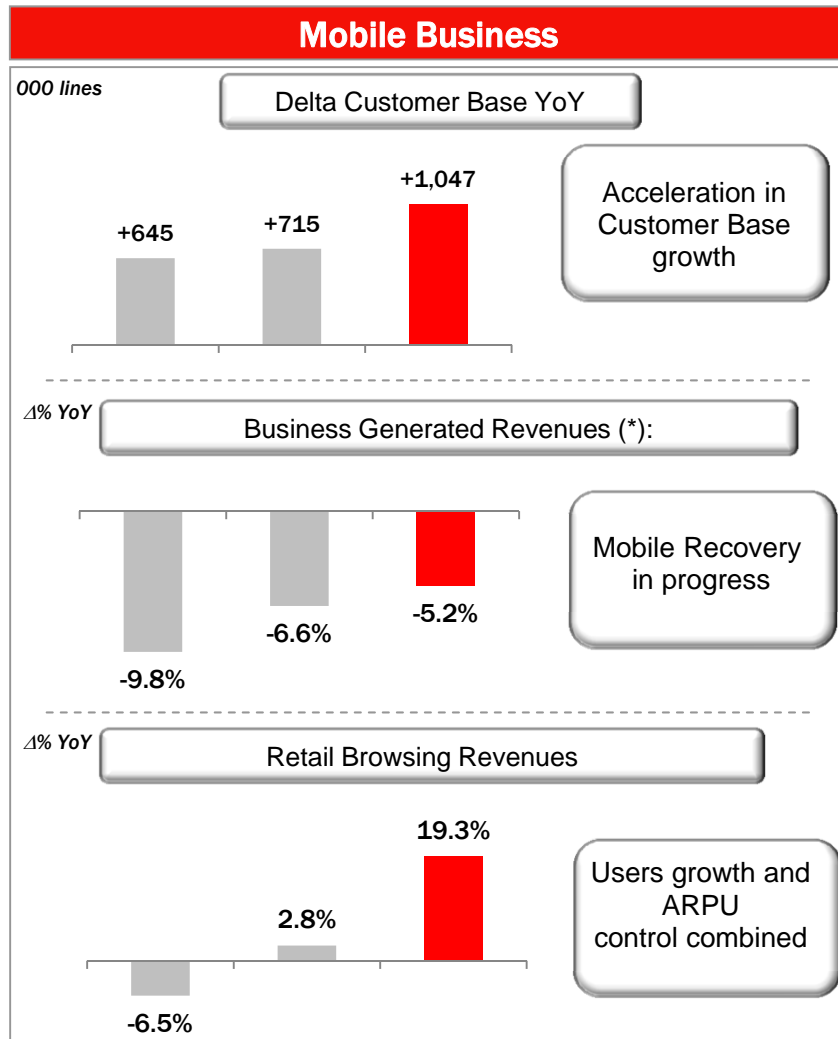 Mobile Business
000 lines
Delta Customer Base YoY
+645
+715
+1,047
Acceleration in
Customer Base
growth
Δ% YoY
Business Generated Revenues (*):
-9.8%
-6.6%
-5.2%
Mobile Recovery
in progress
Δ% YoY
Retail Browsing Revenues
-6.5%
2.8%
19.3%
Users growth and
ARPU
control combined